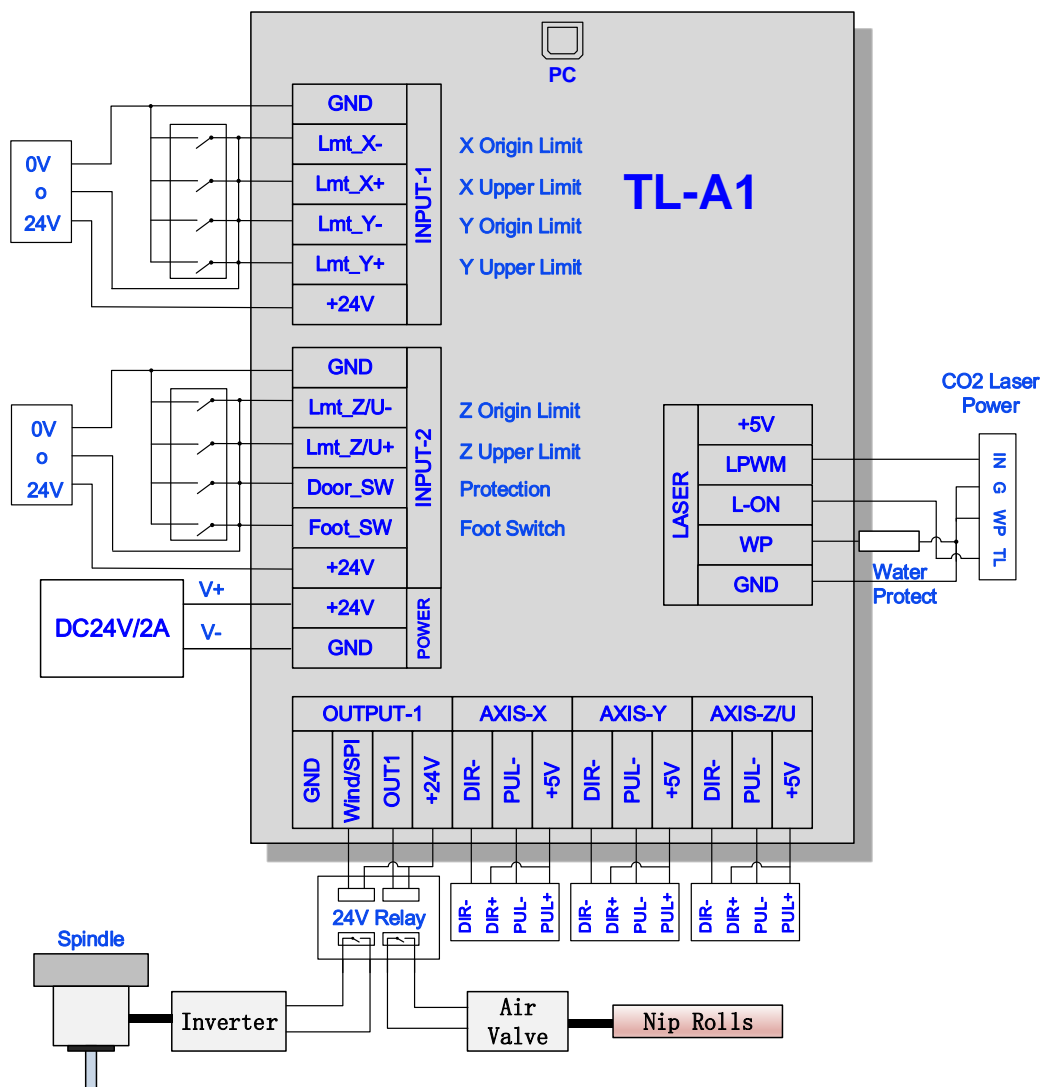 PC
TL-A1
GND
Lmt_X-
Lmt_X+
Lmt_Y-
Lmt_Y+
+24V
INPUT-1
X Origin Limit
X Upper Limit
Y Origin Limit
Y Upper Limit
0V
o
24V
GND
Lmt_Z/U-
Lmt_Z/U+
Door_SW
Foot_SW
+24V
INPUT-2
Z Origin Limit
Z Upper Limit
Protection
Foot Switch
0V
o
24V
+24V
GND
POWER
DC24V/2A
V+
V-
LASER
+5V
LPWM
L-ON
WP
GND
CO2 Laser
Power
IN
G
WP
TL
Water
Protect
OUTPUT-1
AXIS-X
AXIS-Y
AXIS-Z/U
GND
Wind/SPI
OUT1
+24V
DIR-
PUL-
+5V
DIR-
PUL-
+5V
DIR-
PUL-
+5V
24V Relay
DIR-
DIR+
PUL-
PUL+
DIR-
DIR+
PUL-
PUL+
DIR-
DIR+
PUL-
PUL+
Spindle
Inverter
Air
Valve
Nip Rolls